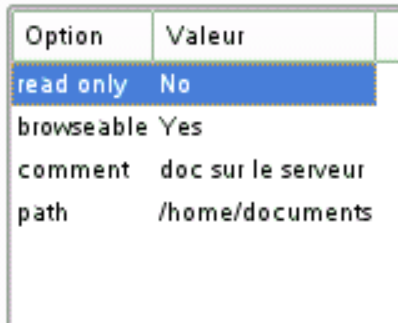 Option Valeur
read only No
browseable Yes
comment doc sur le serveur
path /home/documents